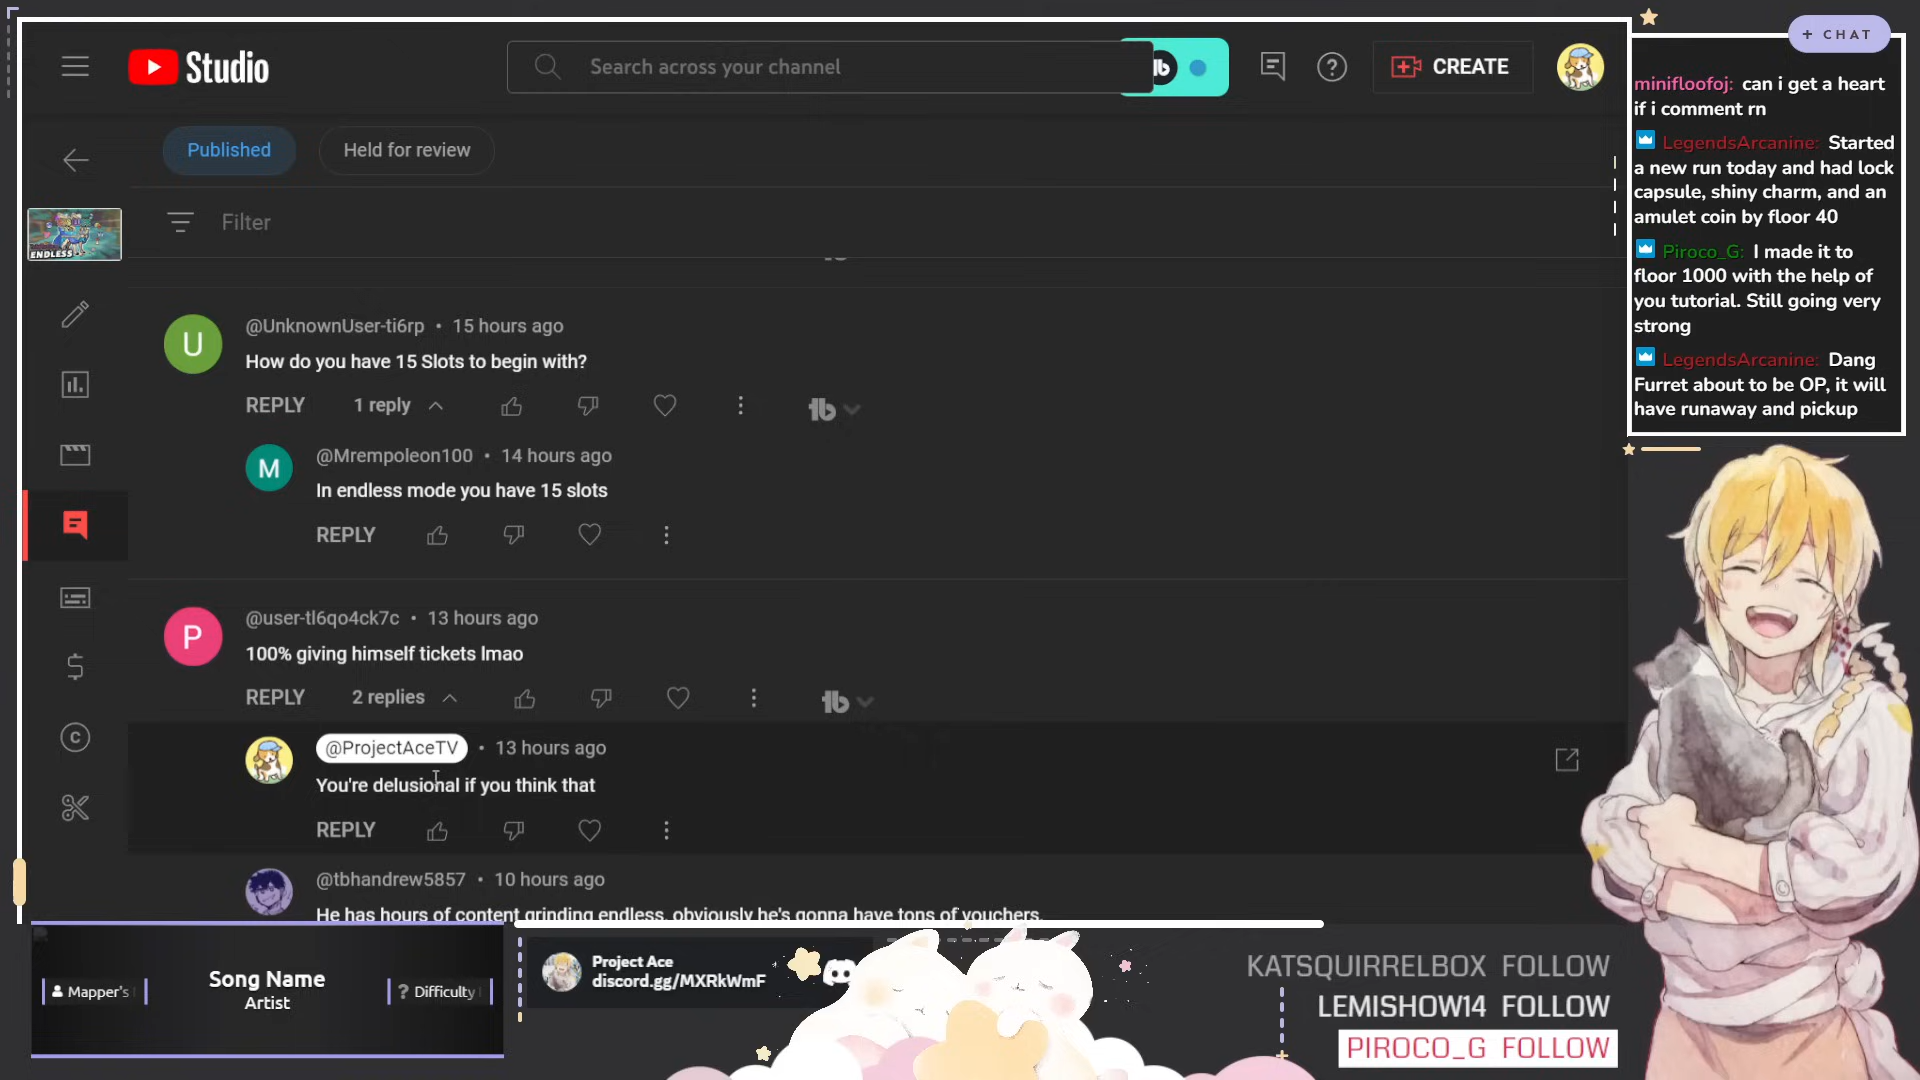 Studio
Search across your channel
CREATE
Published
Held for review
Filter
ENDLESS
@UnknownUser-ti6rp • 15 hours ago
U
How do you have 15 Slots to begin with?
REPLY 1 reply
@Mrempoleon100 • 14 hours ago
M
In endless mode you have 15 slots
REPLY
@user-tl6qo4ck7c • 13 hours ago
P
100% giving himself tickets lmao
REPLY 2 replies
@ProjectAceTV • 13 hours ago
You're delusional if you think that
REPLY
@tbhandrew5857 • 10 hours ago
He has hours of content grinding endless, obviously he's gonna have tons of vouchers.
+ CHAT
minifloofoj: can i get a heart
if i comment rn
LegendsArcanine: Started
a new run today and had lock
capsule, shiny charm, and an
amulet coin by floor 40
Piroco_G: I made it to
floor 1000 with the help of
you tutorial. Still going very
strong
LegendsArcanine: Dang
Furret about to be OP, it will
have runaway and pickup
Mapper's
Song Name
Artist
? Difficulty
Project Ace
discord.gg/MXRkWmF
KATSQUIRRELBOX FOLLOW
LEMISHOW14 FOLLOW
PIROCO_G FOLLOW